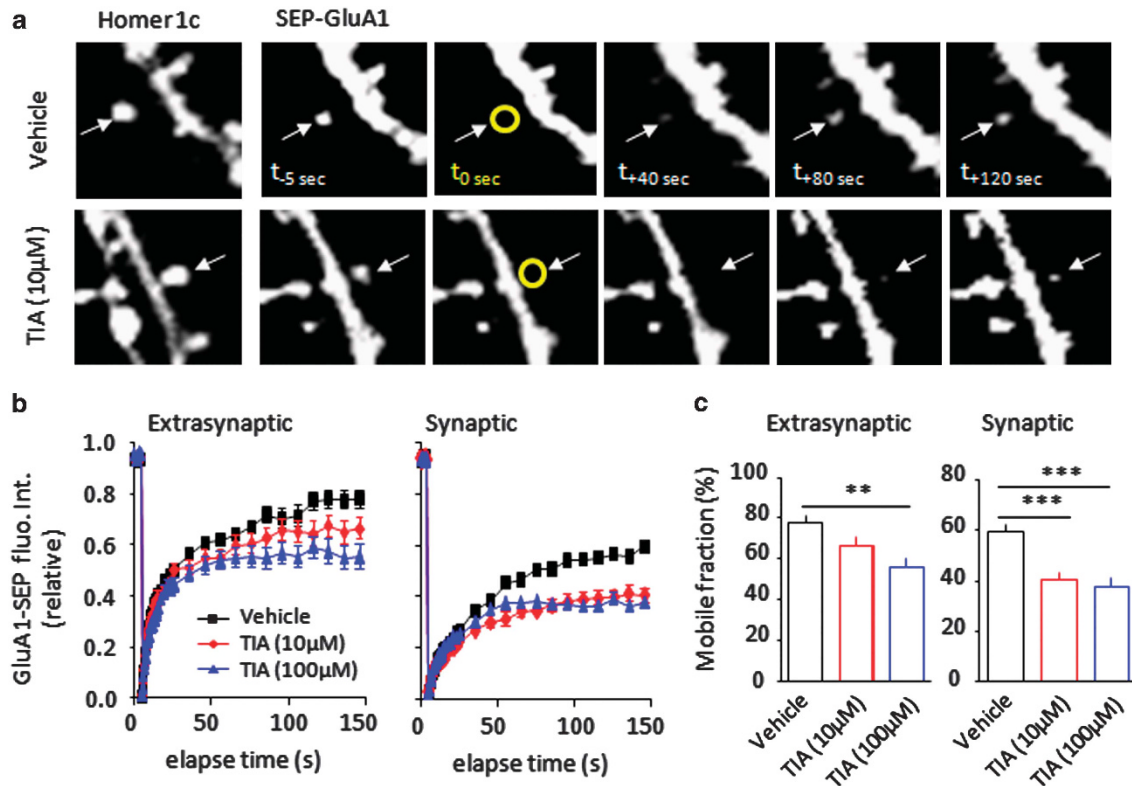 a
Homer1c SEP-GluA1
Vehicle
t-5 sec t0 sec t+40 sec t+80 sec t+120 sec
TIA (10µM)
b
Extrasynaptic Synaptic
GluA1-SEP fluo. Int.
(relative)
1.0
0.8
0.6
0.4
0.2
0.0
Vehicle
TIA (10µM)
TIA (100µM)
0 50 100 150 0 50 100 150
elapse time (s) elapse time (s)
c
Extrasynaptic Synaptic
Mobile fraction (%)
100
80
60
40
20
0
**
80
60
40
20
0
***
***
Vehicle
TIA (10µM)
TIA (100µM)
Vehicle
TIA (10µM)
TIA (100µM)